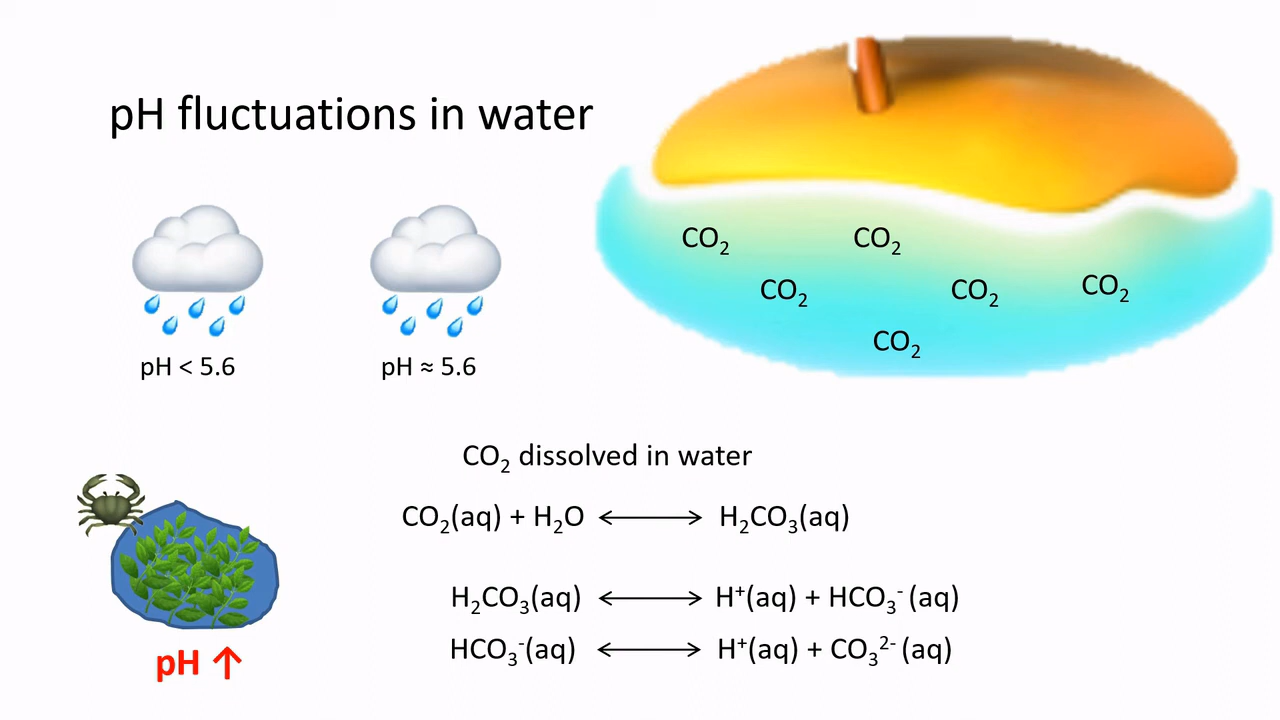 pH fluctuations in water
CO₂ CO₂
CO₂ CO₂ CO₂
CO₂
pH < 5.6 pH ≈ 5.6
CO₂ dissolved in water
CO₂(aq) + H₂O ⟷ H₂CO₃(aq)
H₂CO₃(aq) ⟷ H⁺(aq) + HCO₃⁻ (aq)
HCO₃⁻(aq) ⟷ H⁺(aq) + CO₃²⁻ (aq)
pH ↑